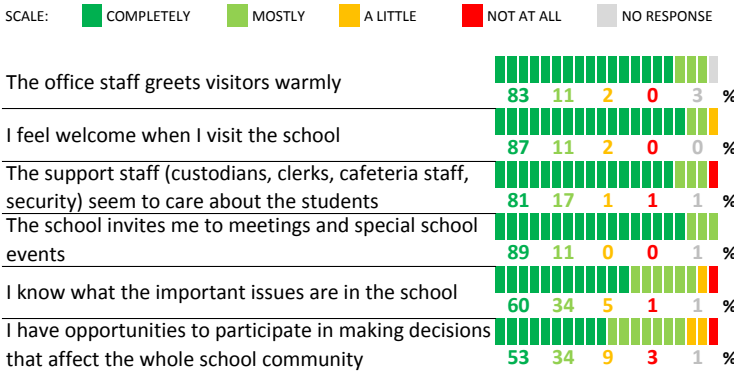 SCALE: COMPLETELY MOSTLY A LITTLE NOT AT ALL NO RESPONSE
The office staff greets visitors warmly
83 11 2 0 3 %
I feel welcome when I visit the school
87 11 2 0 0 %
The support staff (custodians, clerks, cafeteria staff,
security) seem to care about the students
81 17 1 1 1 %
The school invites me to meetings and special school
events
89 11 0 0 1 %
I know what the important issues are in the school
60 34 5 1 1 %
I have opportunities to participate in making decisions
that affect the whole school community
53 34 9 3 1 %